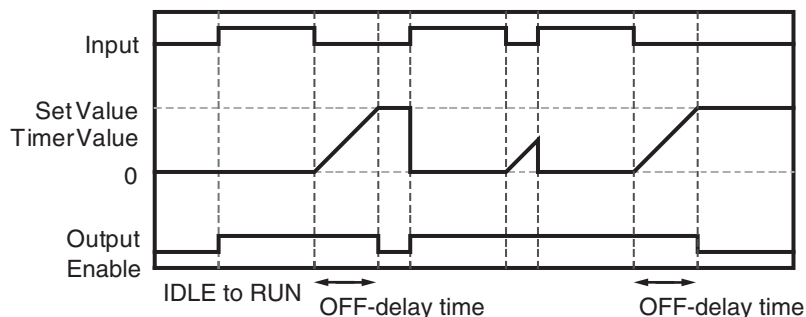 Input
Set Value
Timer Value
0
Output
Enable
IDLE to RUN
OFF-delay time
OFF-delay time